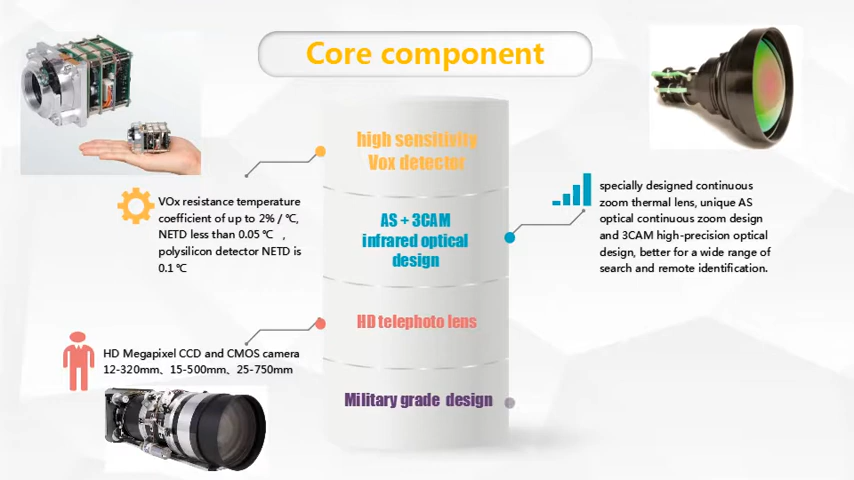 Core component
high sensitivity
Vox detector
VOx resistance temperature
coefficient of up to 2% / ℃,
NETD less than 0.05℃ ,
polysilicon detector NETD is
0.1℃
AS + 3CAM
infrared optical
design
specially designed continuous
zoom thermal lens, unique AS
optical continuous zoom design
and 3CAM high-precision optical
design, better for a wide range of
search and remote identification.
HD telephoto lens
HD Megapixel CCD and CMOS camera
12-320mm、15-500mm、25-750mm
Military grade design